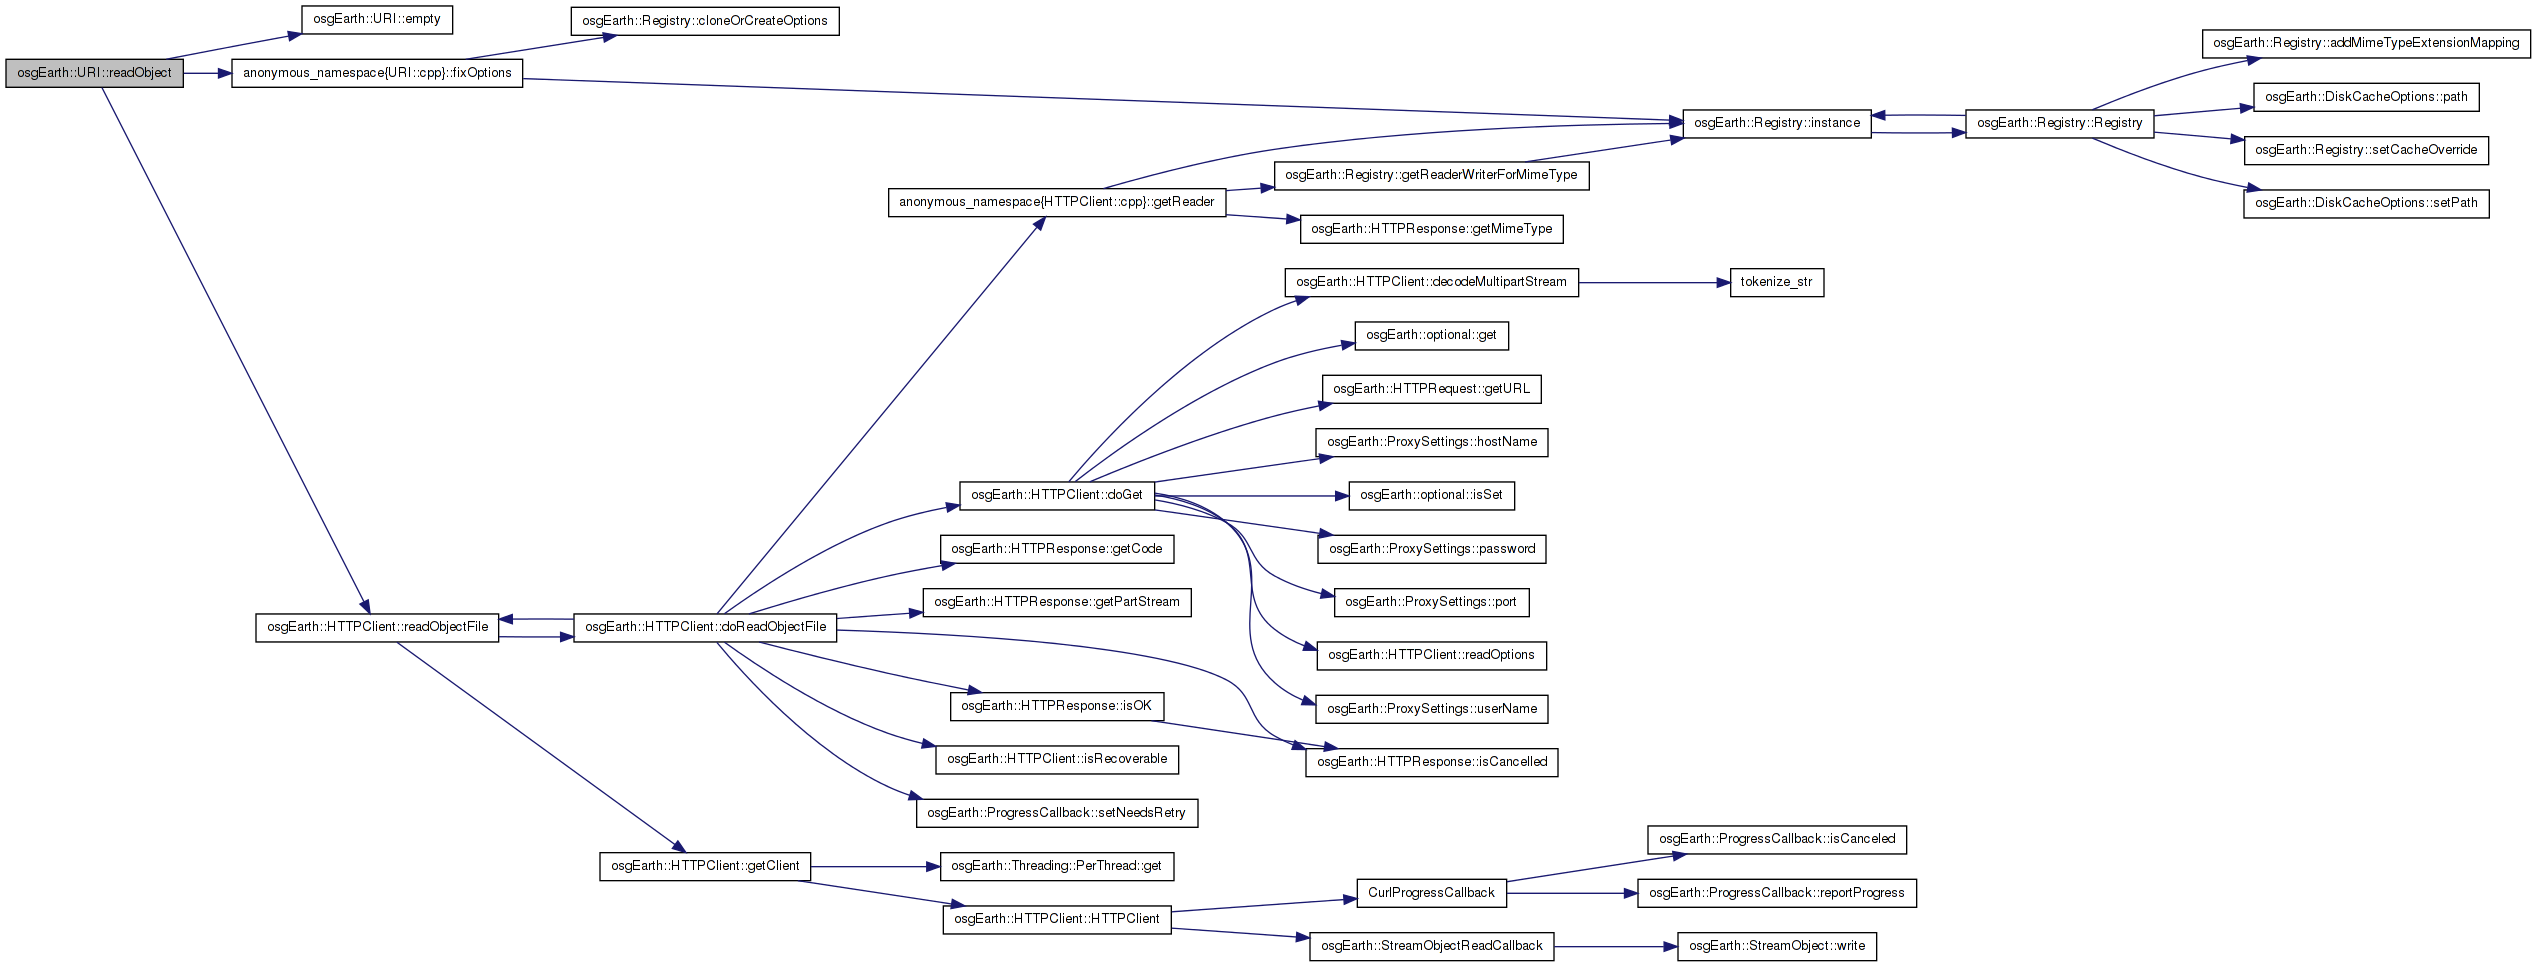 osgEarth::URI::readObject
osgEarth::URI::empty
anonymous_namespace{URI::cpp}::fixOptions
osgEarth::Registry::cloneOrCreateOptions
osgEarth::Registry::instance
osgEarth::Registry::Registry
osgEarth::Registry::addMimeTypeExtensionMapping
osgEarth::DiskCacheOptions::path
osgEarth::Registry::setCacheOverride
osgEarth::DiskCacheOptions::setPath
anonymous_namespace{HTTPClient::cpp}::getReader
osgEarth::Registry::getReaderWriterForMimeType
osgEarth::HTTPResponse::getMimeType
osgEarth::HTTPClient::decodeMultipartStream
tokenize_str
osgEarth::optional::get
osgEarth::HTTPRequest::getURL
osgEarth::ProxySettings::hostName
osgEarth::HTTPClient::doGet
osgEarth::optional::isSet
osgEarth::ProxySettings::password
osgEarth::ProxySettings::port
osgEarth::HTTPClient::readOptions
osgEarth::ProxySettings::userName
osgEarth::HTTPResponse::getCode
osgEarth::HTTPResponse::getPartStream
osgEarth::HTTPClient::readObjectFile
osgEarth::HTTPClient::doReadObjectFile
osgEarth::HTTPResponse::isOK
osgEarth::HTTPResponse::isCancelled
osgEarth::HTTPClient::isRecoverable
osgEarth::ProgressCallback::setNeedsRetry
osgEarth::HTTPClient::getClient
osgEarth::Threading::PerThread::get
osgEarth::HTTPClient::HTTPClient
CurlProgressCallback
osgEarth::ProgressCallback::isCanceled
osgEarth::ProgressCallback::reportProgress
osgEarth::StreamObjectReadCallback
osgEarth::StreamObject::write